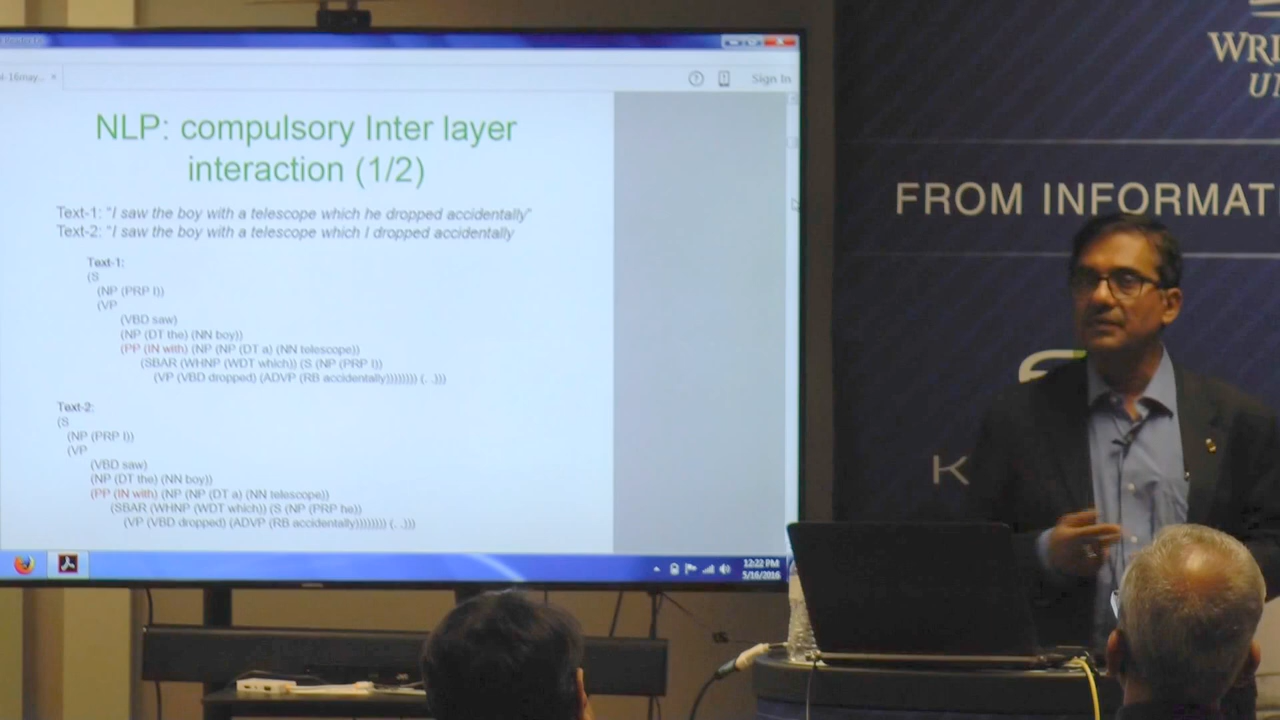 Sign In
NLP: compulsory Inter layer
interaction (1/2)
Text-1: "I saw the boy with a telescope which he dropped accidentally"
Text-2: "I saw the boy with a telescope which I dropped accidentally
Text-1:
(S
(NP (PRP I))
(VP
(VBD saw)
(NP (DT the) (NN boy))
(PP (IN with) (NP (NP (DT a) (NN telescope))
(SBAR (WHNP (WDT which)) (S (NP (PRP I))
(VP (VBD dropped) (ADVP (RB accidentally)))))))) (. .)))
Text-2:
(S
(NP (PRP I))
(VP
(VBD saw)
(NP (DT the) (NN boy))
(PP (IN with) (NP (NP (DT a) (NN telescope))
(SBAR (WHNP (WDT which)) (S (NP (PRP he))
(VP (VBD dropped) (ADVP (RB accidentally)))))))) (. .)))
12:22 PM
5/16/2016
WRI
UN
FROM INFORMAT
K